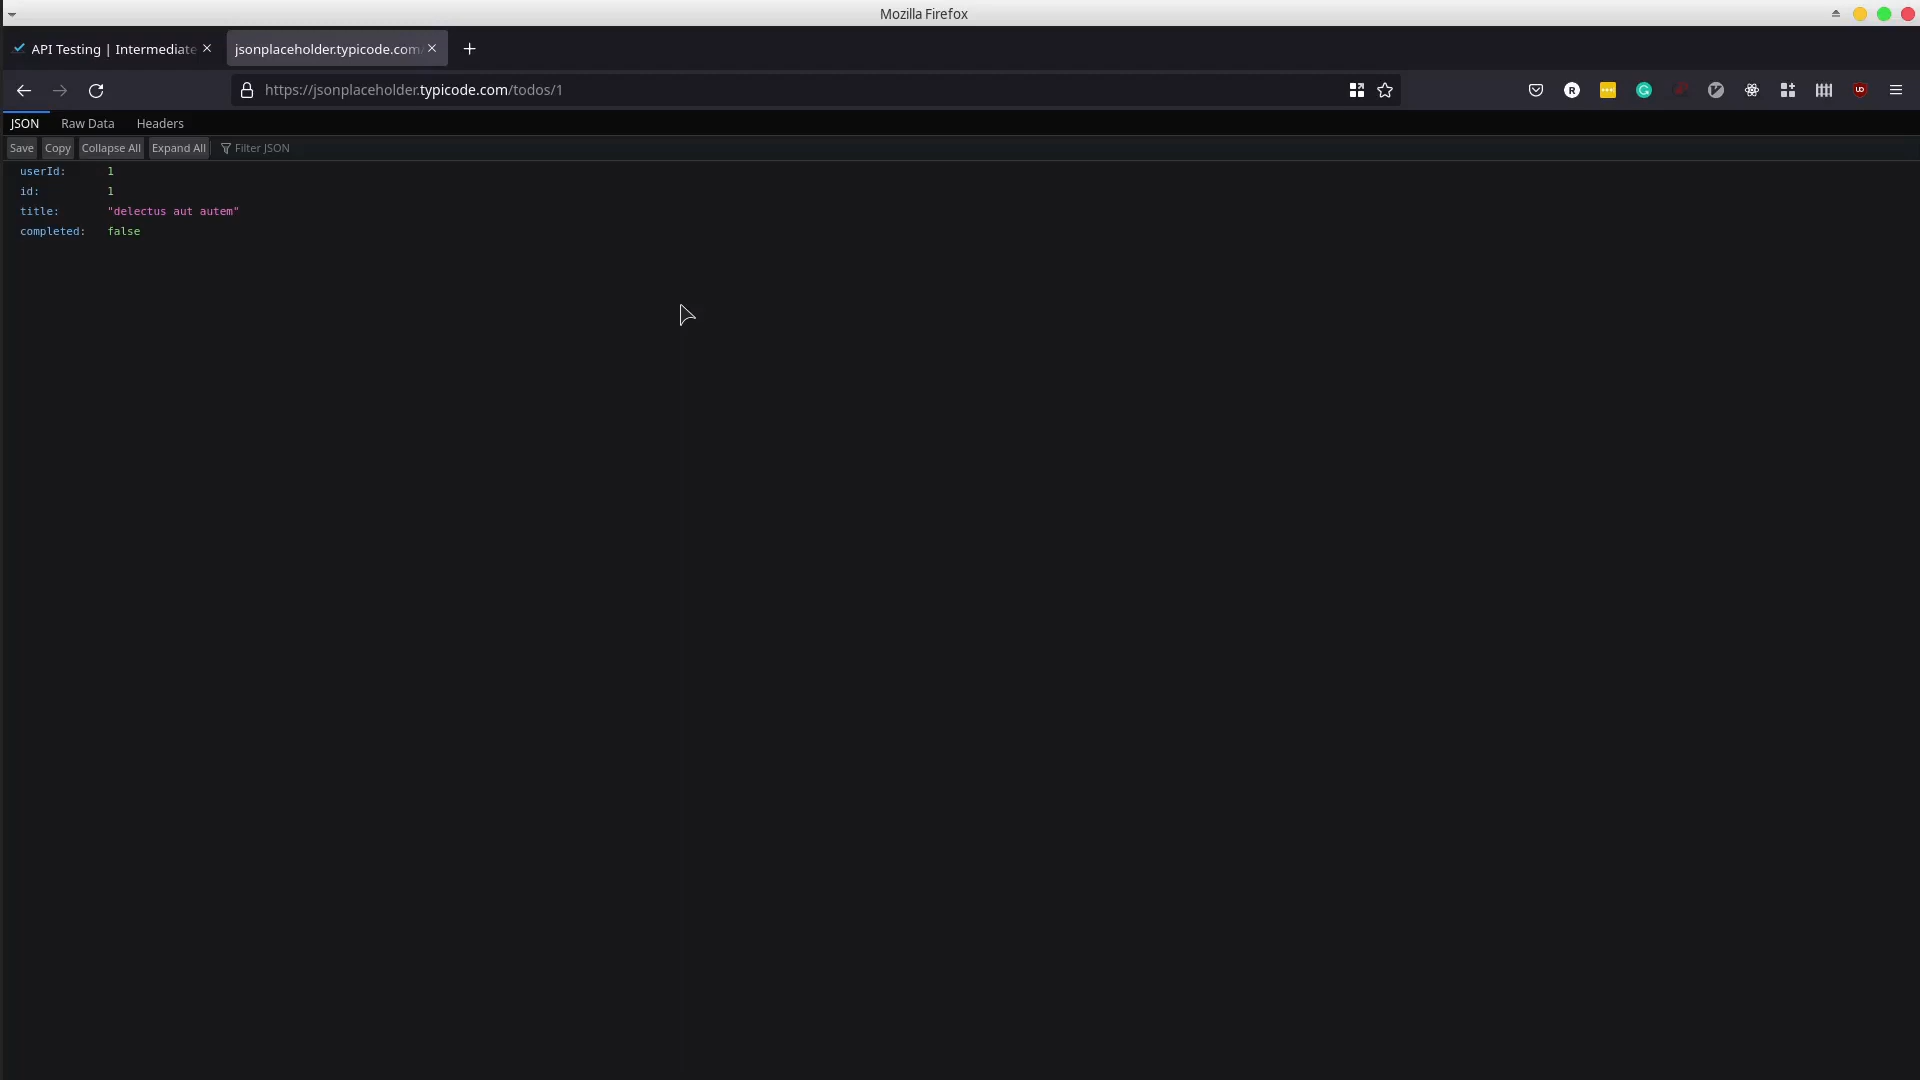 Mozilla Firefox
API Testing | Intermediate
jsonplaceholder.typicode.com/
https://jsonplaceholder.typicode.com/todos/1
JSON Raw Data Headers
Save Copy Collapse All Expand All Filter JSON
userId: 1
id: 1
title: "delectus aut autem"
completed: false